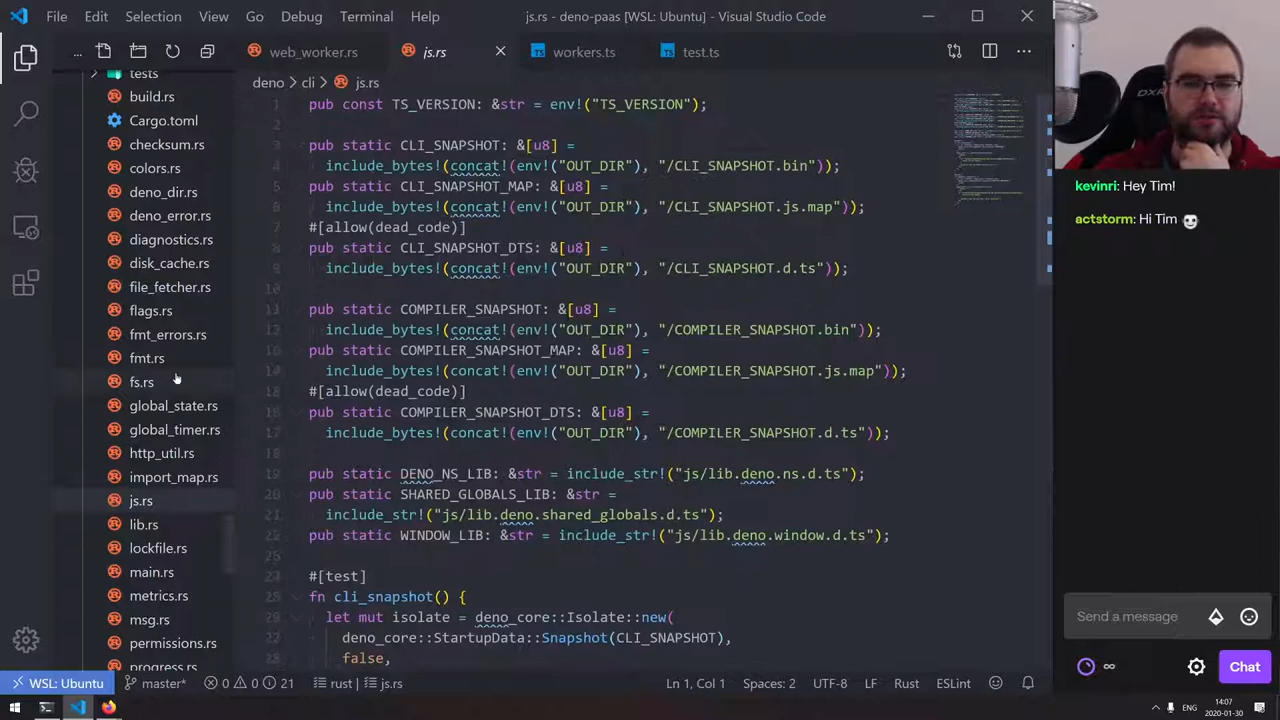 File Edit Selection View Go Debug Terminal Help
js.rs - deno-paas [WSL: Ubuntu] - Visual Studio Code
...
web_worker.rs
js.rs
workers.ts
test.ts
deno > cli > js.rs
tests
build.rs
Cargo.toml
checksum.rs
colors.rs
deno_dir.rs
deno_error.rs
diagnostics.rs
disk_cache.rs
file_fetcher.rs
flags.rs
fmt_errors.rs
fmt.rs
fs.rs
global_state.rs
global_timer.rs
http_util.rs
import_map.rs
js.rs
lib.rs
lockfile.rs
main.rs
metrics.rs
msg.rs
permissions.rs
progress.rs
pub const TS_VERSION: &str = env!("TS_VERSION");
pub static CLI_SNAPSHOT: &[u8] =
include_bytes!(concat!(env!("OUT_DIR"), "/CLI_SNAPSHOT.bin"));
pub static CLI_SNAPSHOT_MAP: &[u8] =
include_bytes!(concat!(env!("OUT_DIR"), "/CLI_SNAPSHOT.js.map"));
#[allow(dead_code)]
pub static CLI_SNAPSHOT_DTS: &[u8] =
include_bytes!(concat!(env!("OUT_DIR"), "/CLI_SNAPSHOT.d.ts"));
pub static COMPILER_SNAPSHOT: &[u8] =
include_bytes!(concat!(env!("OUT_DIR"), "/COMPILER_SNAPSHOT.bin"));
pub static COMPILER_SNAPSHOT_MAP: &[u8] =
include_bytes!(concat!(env!("OUT_DIR"), "/COMPILER_SNAPSHOT.js.map"));
#[allow(dead_code)]
pub static COMPILER_SNAPSHOT_DTS: &[u8] =
include_bytes!(concat!(env!("OUT_DIR"), "/COMPILER_SNAPSHOT.d.ts"));
pub static DENO_NS_LIB: &str = include_str!("js/lib.deno.ns.d.ts");
pub static SHARED_GLOBALS_LIB: &str =
include_str!("js/lib.deno.shared_globals.d.ts");
pub static WINDOW_LIB: &str = include_str!("js/lib.deno.window.d.ts");
#[test]
fn cli_snapshot() {
let mut isolate = deno_core::Isolate::new(
deno_core::StartupData::Snapshot(CLI_SNAPSHOT),
false,
kevinri: Hey Tim!
actstorm: Hi Tim
Send a message
Chat
WSL: Ubuntu
master*
0 0 21
rust | js.rs
Ln 1, Col 1
Spaces: 2
UTF-8
LF
Rust
ESLint
ENG
14:07
2020-01-30